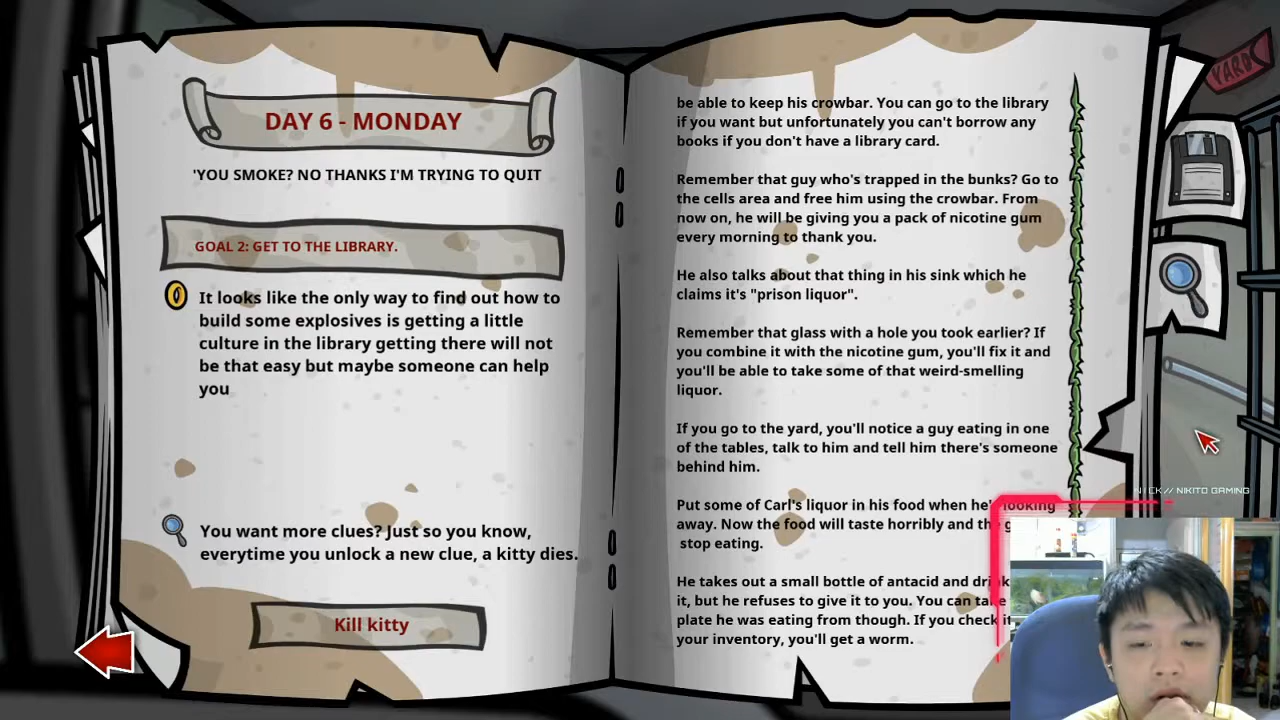 DAY 6 - MONDAY
'YOU SMOKE? NO THANKS I'M TRYING TO QUIT
GOAL 2: GET TO THE LIBRARY.
It looks like the only way to find out how to
build some explosives is getting a little
culture in the library getting there will not
be that easy but maybe someone can help
you
You want more clues? Just so you know,
everytime you unlock a new clue, a kitty dies.
Kill kitty
be able to keep his crowbar. You can go to the library
if you want but unfortunately you can't borrow any
books if you don't have a library card.
Remember that guy who's trapped in the bunks? Go to
the cells area and free him using the crowbar. From
now on, he will be giving you a pack of nicotine gum
every morning to thank you.
He also talks about that thing in his sink which he
claims it's "prison liquor".
Remember that glass with a hole you took earlier? If
you combine it with the nicotine gum, you'll fix it and
you'll be able to take some of that weird-smelling
liquor.
If you go to the yard, you'll notice a guy eating in one
of the tables, talk to him and tell him there's someone
behind him.
Put some of Carl's liquor in his food when he's looking
away. Now the food will taste horribly and the
stop eating.
He takes out a small bottle of antacid and
it, but he refuses to give it to you. You can
plate he was eating from though. If you check
your inventory, you'll get a worm.
YARD
NICK // NIKITO GAMING